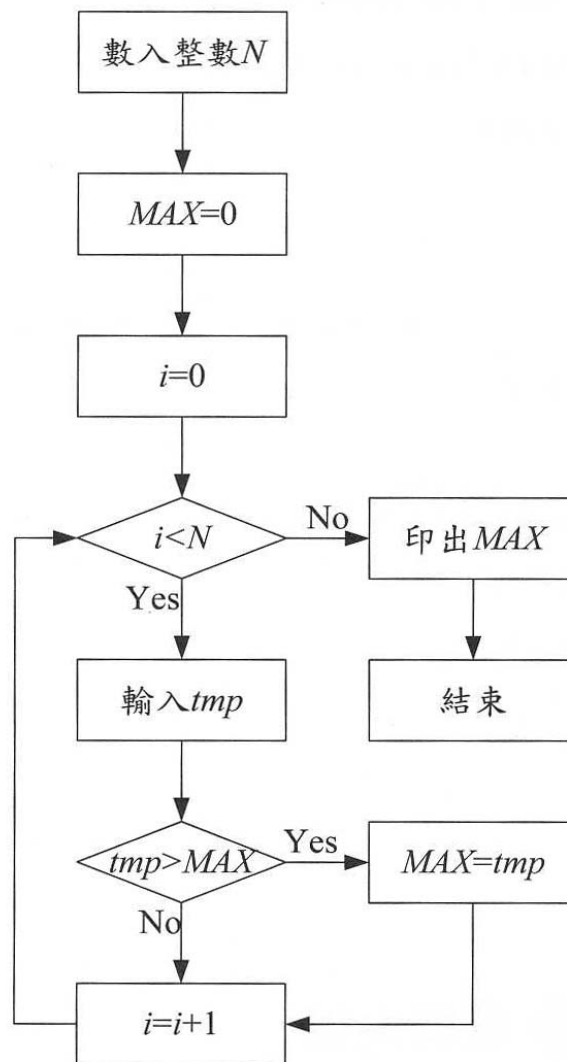 數入整數N
MAX=0
i=0
i<N
No
印出MAX
Yes
輸入tmp
結束
tmp>MAX
Yes
MAX=tmp
No
i=i+1